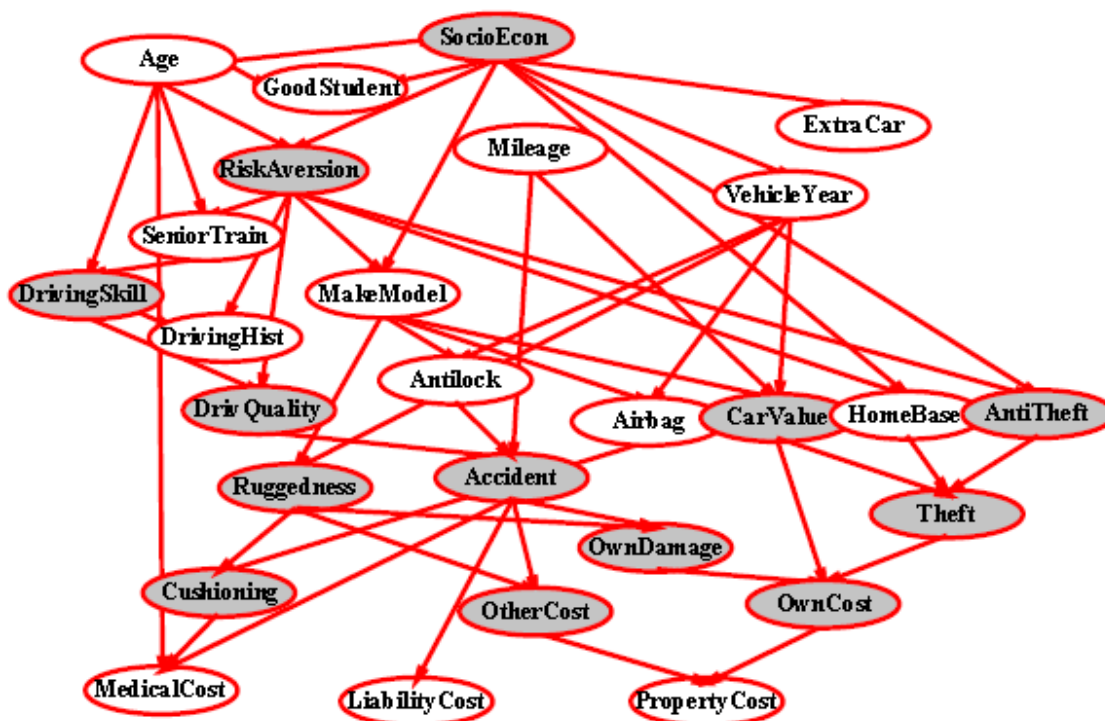 SocioEcon
Age
GoodStudent
ExtraCar
Mileage
RiskAversion
VehicleYear
SeniorTrain
DrivingSkill
MakeModel
DrivingHist
Antilock
DrivQuality
Airbag
CarValue
HomeBase
AntiTheft
Ruggedness
Accident
Theft
OwnDamage
Cushioning
OtherCost
OwnCost
MedicalCost
LiabilityCost
PropertyCost